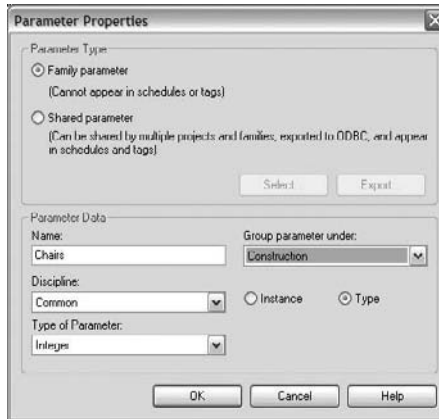 Parameter Properties
Parameter Type
Family parameter
(Cannot appear in schedules or tags)
Shared parameter
(Can be shared by multiple projects and families, exported to ODBC, and appear
in schedules and tags)
Select...
Export...
Parameter Data
Name:
Chairs
Group parameter under:
Construction
Discipline:
Common
Instance
Type
Type of Parameter:
Integer
OK
Cancel
Help